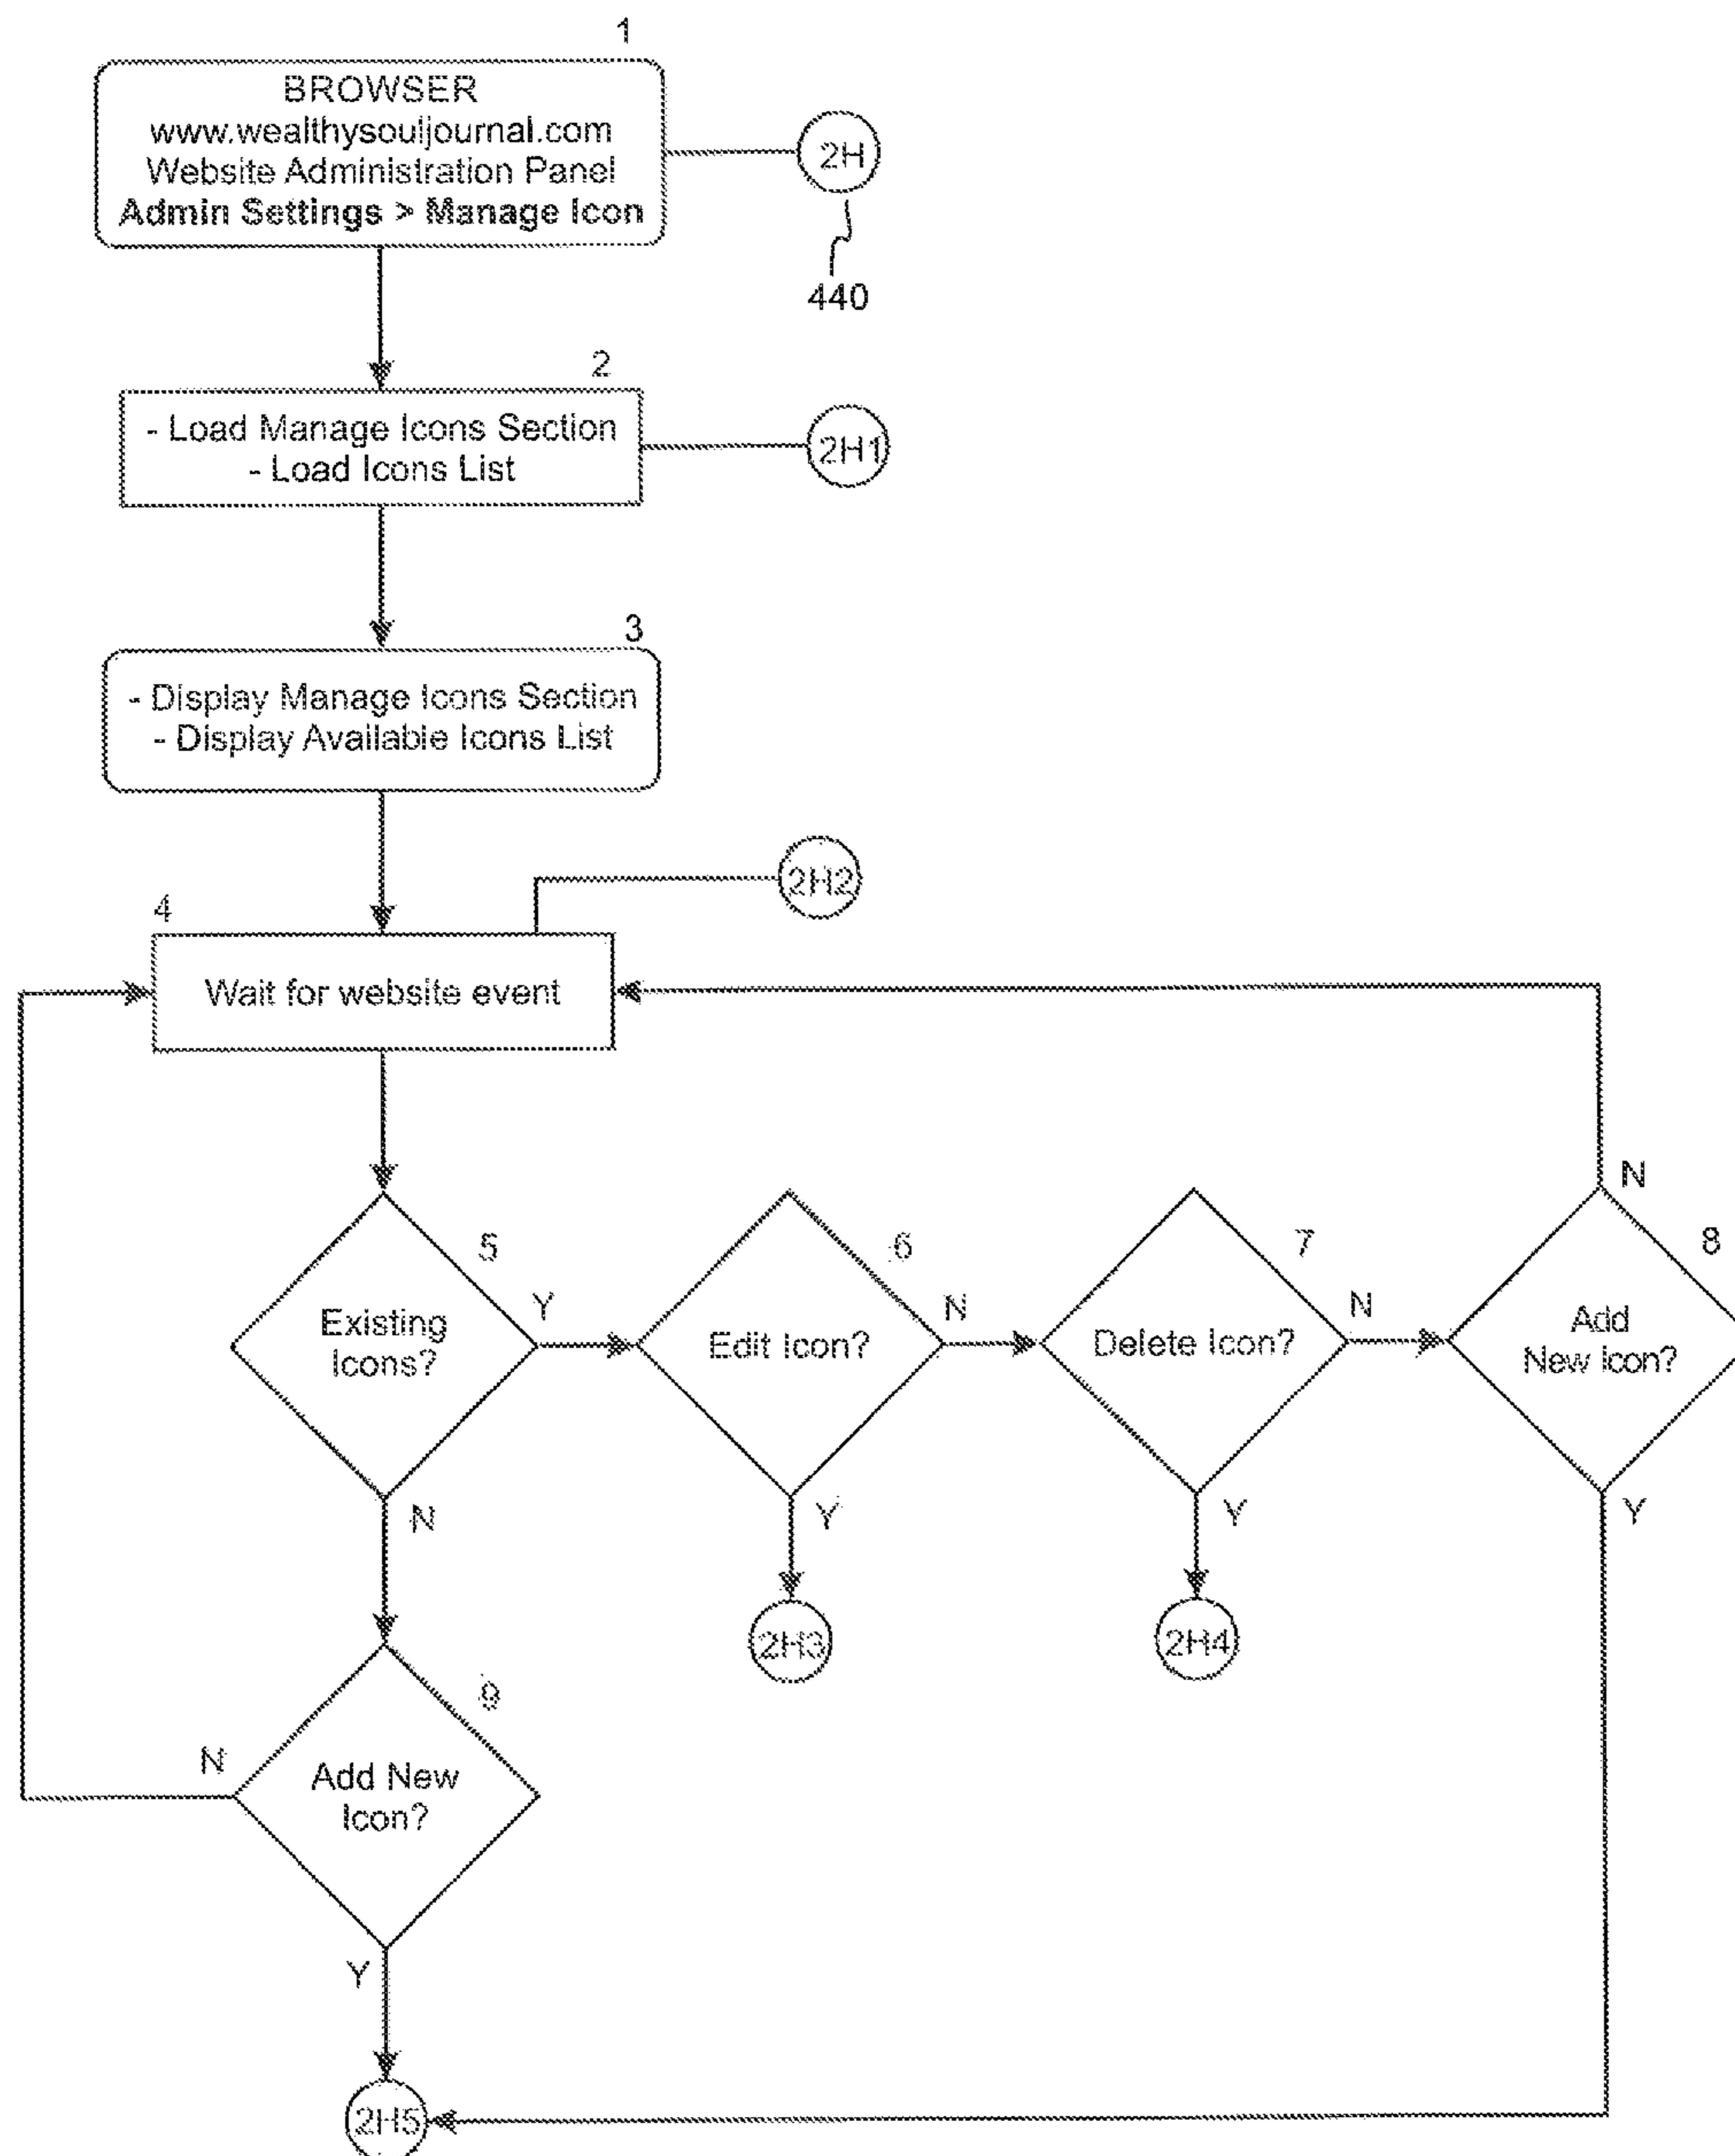 1
BROWSER
www.wealthysouljournal.com
Website Administration Panel
Admin Settings > Manage Icon
2H
440
2
- Load Manage Icons Section
- Load Icons List
2H1
3
- Display Manage Icons Section
- Display Available Icons List
2H2
4
Wait for website event
5
Existing
Icons?
Y
N
6
Edit Icon?
N
Y
2H3
7
Delete Icon?
N
Y
2H4
N
8
Add
New Icon?
Y
9
Add New
Icon?
N
Y
2H5